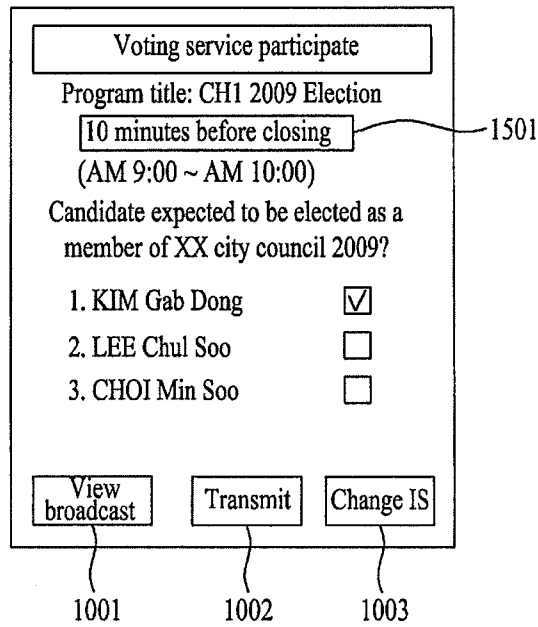 Voting service participate
Program title: CH1 2009 Election
10 minutes before closing
1501
(AM 9:00 ~ AM 10:00)
Candidate expected to be elected as a
member of XX city council 2009?
1. KIM Gab Dong
2. LEE Chul Soo
3. CHOI Min Soo
View
broadcast
Transmit
Change IS
1001
1002
1003